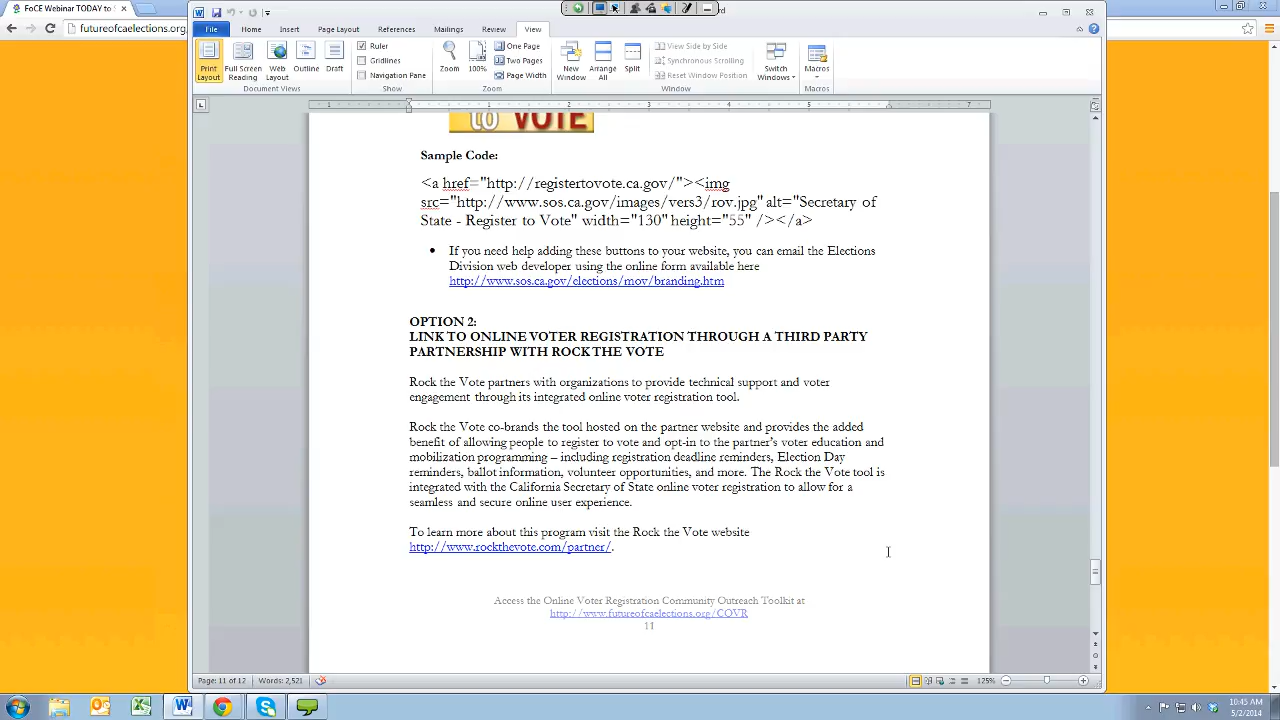 FoCE Webinar TODAY to S
futureofcaelections.org
File
Home
Insert
Page Layout
References
Mailings
Review
View
Print Layout
Full Screen Reading
Web Layout
Outline
Draft
Document Views
Ruler
Gridlines
Navigation Pane
Show
Zoom
100%
One Page
Two Pages
Page Width
Zoom
New Window
Arrange All
Split
View Side by Side
Synchronous Scrolling
Reset Window Position
Window
Switch Windows
Macros
Macros
1 1 2 3 4 5 7
to VOTE
Sample Code:
<a href="http://registertovote.ca.gov/"><img
src="http://www.sos.ca.gov/images/vers3/rov.jpg" alt="Secretary of
State - Register to Vote" width="130" height="55" /></a>
• If you need help adding these buttons to your website, you can email the Elections
Division web developer using the online form available here
http://www.sos.ca.gov/elections/mov/branding.htm
OPTION 2:
LINK TO ONLINE VOTER REGISTRATION THROUGH A THIRD PARTY
PARTNERSHIP WITH ROCK THE VOTE
Rock the Vote partners with organizations to provide technical support and voter
engagement through its integrated online voter registration tool.
Rock the Vote co-brands the tool hosted on the partner website and provides the added
benefit of allowing people to register to vote and opt-in to the partner's voter education and
mobilization programming – including registration deadline reminders, Election Day
reminders, ballot information, volunteer opportunities, and more. The Rock the Vote tool is
integrated with the California Secretary of State online voter registration to allow for a
seamless and secure online user experience.
To learn more about this program visit the Rock the Vote website
http://www.rockthevote.com/partner/.
Access the Online Voter Registration Community Outreach Toolkit at
http://www.futureofcaelections.org/COVR
11
Page: 11 of 12
Words: 2,521
125%
10:45 AM
5/2/2014